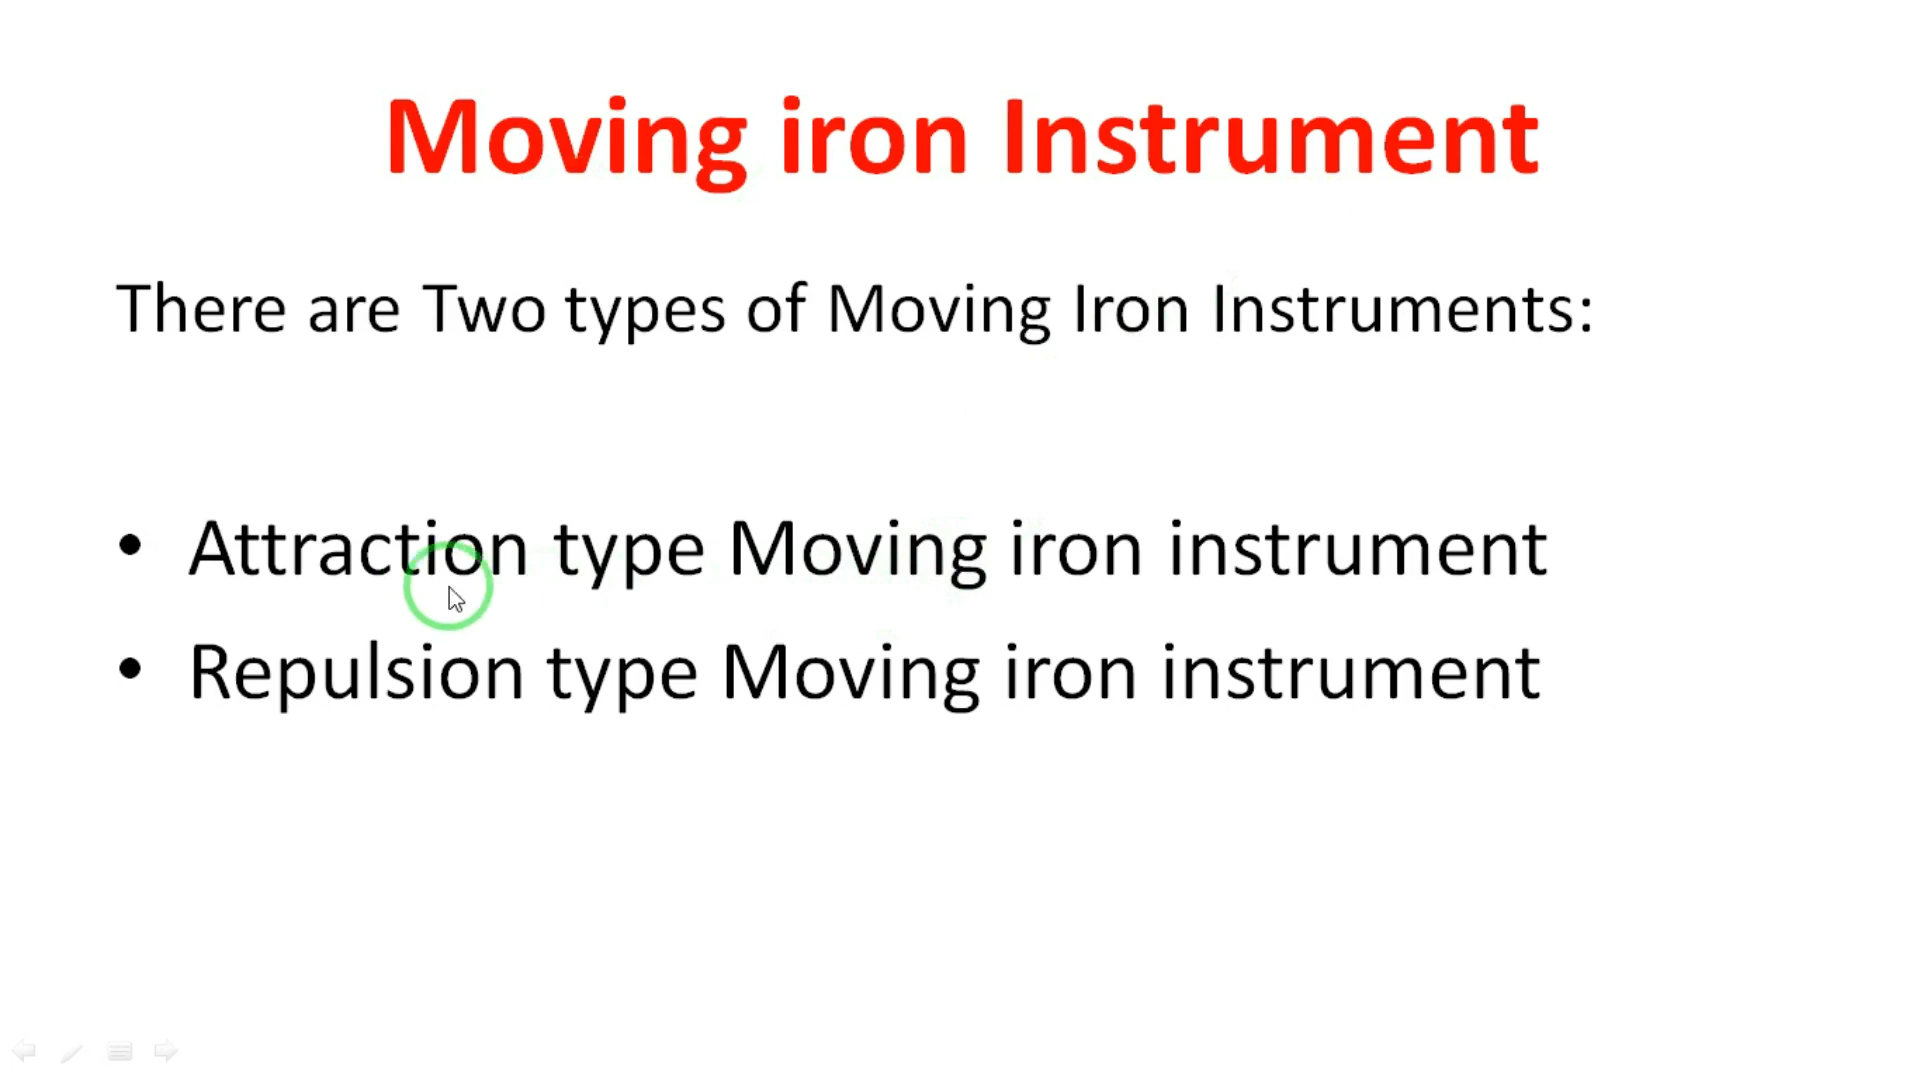 Moving iron Instrument
There are Two types of Moving Iron Instruments:
• Attraction type Moving iron instrument
• Repulsion type Moving iron instrument